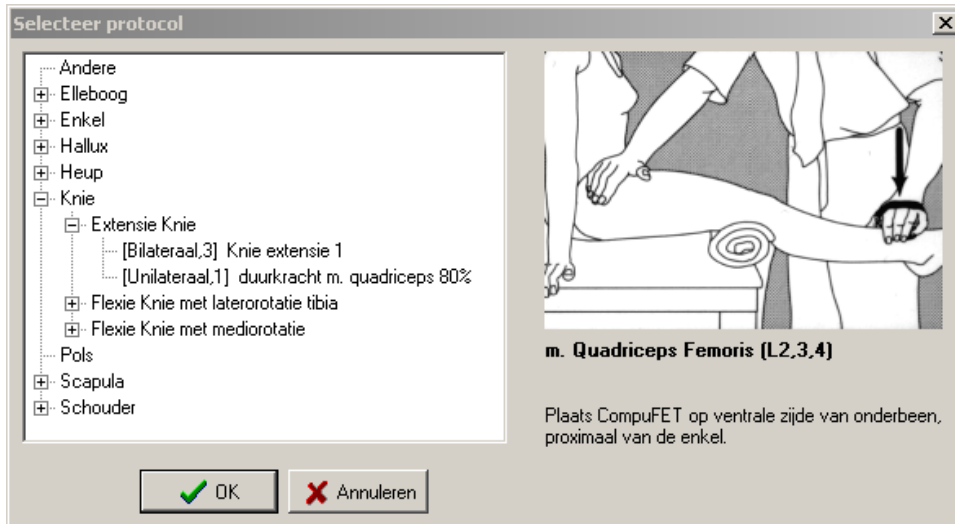 Selecteer protocol
Andere
Elleboog
Enkel
Hallux
Heup
Knie
Extensie Knie
[Bilateraal,3] Knie extensie 1
[Unilateraal,1] duurkracht m. quadriceps 80%
Flexie Knie met laterorotatie tibia
Flexie Knie met mediorotatie
Pols
Scapula
Schouder
m. Quadriceps Femoris (L2,3,4)
Plaats CompuFET op ventrale zijde van onderbeen,
proximaal van de enkel.
OK
Annuleren